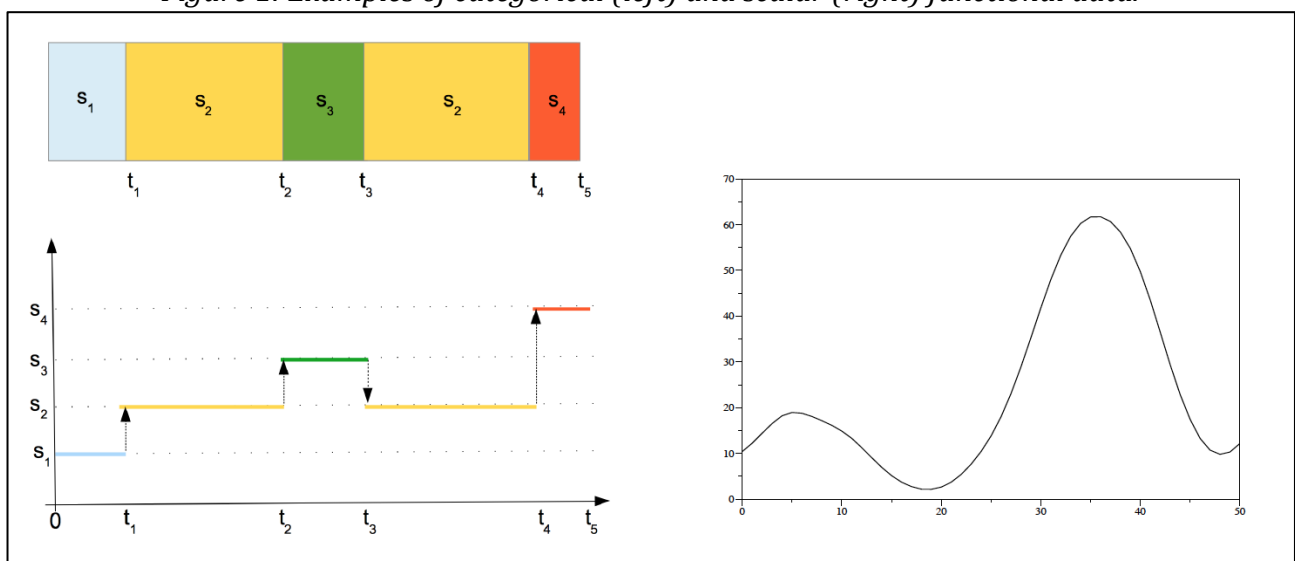 Figure 1: Examples of categorical (left) and scalar (right) functional data.
S1 S2 S3 S2 S4
t1 t2 t3 t4 t5
S4
S3
S2
S1
0 t1 t2 t3 t4 t5
70
60
50
40
30
20
10
0
0 10 20 30 40 50